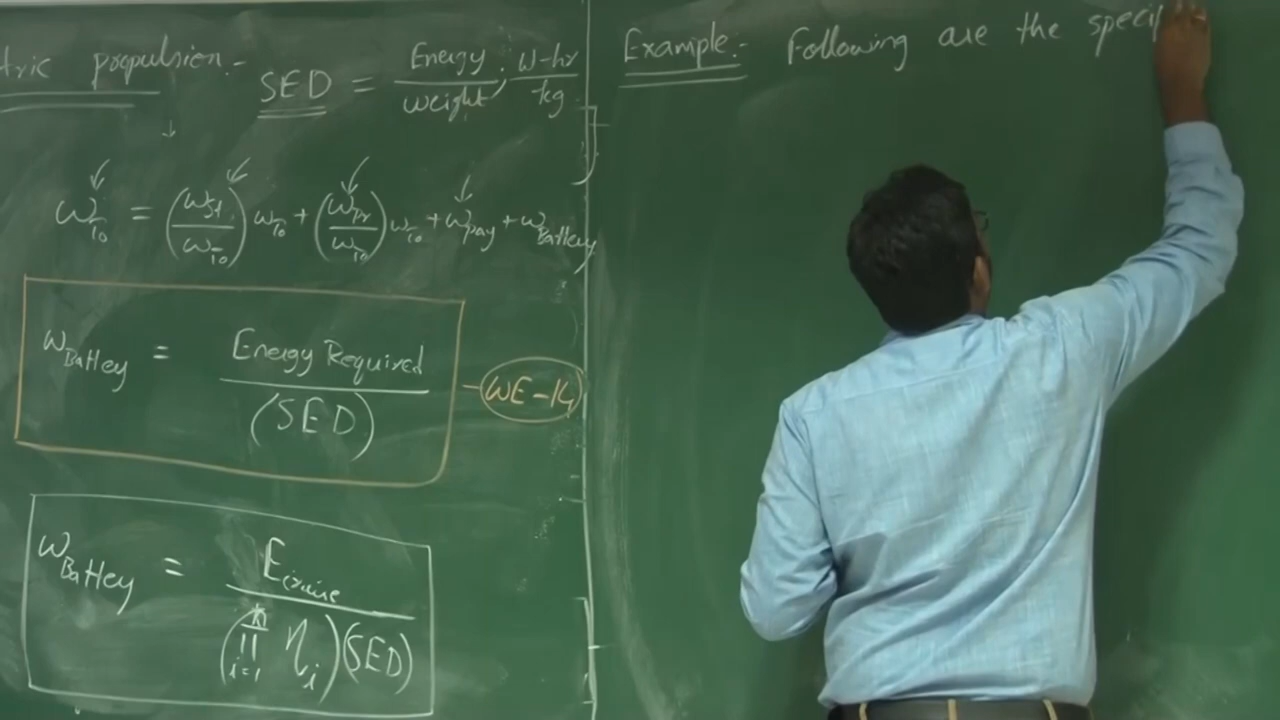 tric propulsion:-
SED = Energy / weight ; W-hr / kg
↓
W_To = (W_st / W_To) W_To + (W_pr / W_To) W_To + W_pay + W_Battery
W_Battery = Energy Required / (SED) - WE-14
W_Battery = E_cruise / (∏_{i=1}^{n} η_i)(SED)
Example:- Following are the specif